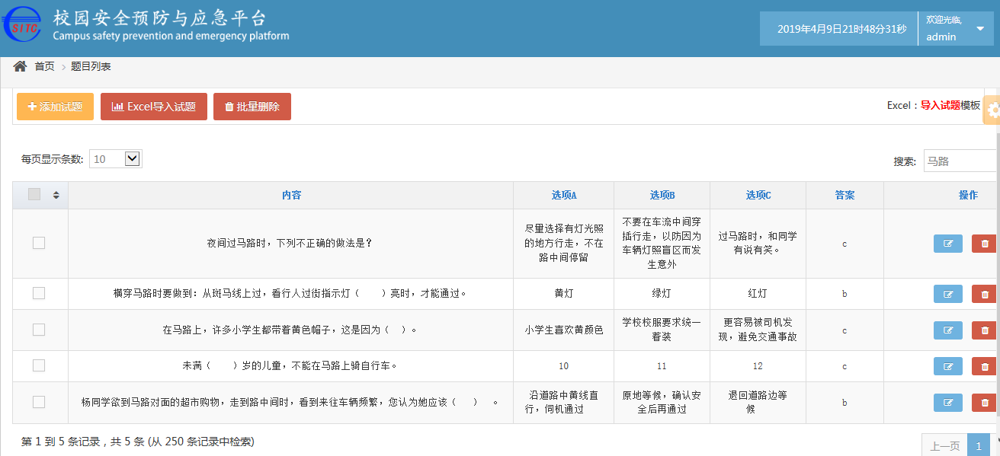 SITC
校园安全预防与应急平台
Campus safety prevention and emergency platform
2019年4月9日21时48分31秒
欢迎光临,
admin
首页 > 题目列表
添加试题
Excel导入试题
批量删除
Excel：导入试题模板
每页显示条数: 10
搜索: 马路
内容 选项A 选项B 选项C 答案 操作
夜间过马路时，下列不正确的做法是？
尽量选择有灯光照
的地方行走，不在
路中间停留
不要在车流中间穿
插行走，以防因为
车辆灯照盲区而发
生意外
过马路时，和同学
有说有笑。
c
横穿马路时要做到：从斑马线上过，看行人过街指示灯（　　）亮时，才能通过。 黄灯 绿灯 红灯 b
在马路上，许多小学生都带着黄色帽子，这是因为（　）。
小学生喜欢黄颜色
学校校服要求统一
着装
更容易被司机发
现，避免交通事故
c
未满（　　）岁的儿童，不能在马路上骑自行车。 10 11 12 c
杨同学欲到马路对面的超市购物，走到路中间时，看到来往车辆频繁，您认为她应该（　　）　。
沿道路中黄线直
行，伺机通过
原地等候，确认安
全后再通过
退回道路边等
候
b
第 1 到 5 条记录，共 5 条 (从 250 条记录中检索)
上一页 1